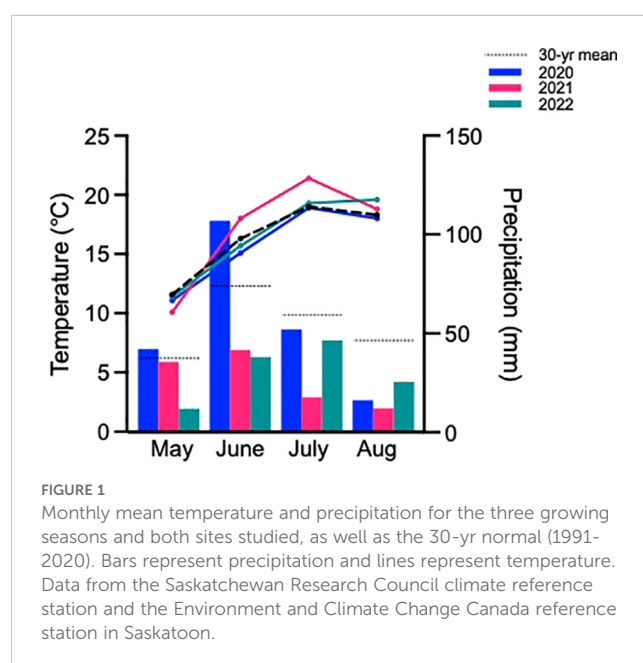 30-yr mean
2020
2021
2022
25
20
15
10
5
0
Temperature (°C)
150
100
50
0
Precipitation (mm)
May June July Aug
FIGURE 1
Monthly mean temperature and precipitation for the three growing
seasons and both sites studied, as well as the 30-yr normal (1991-
2020). Bars represent precipitation and lines represent temperature.
Data from the Saskatchewan Research Council climate reference
station and the Environment and Climate Change Canada reference
station in Saskatoon.